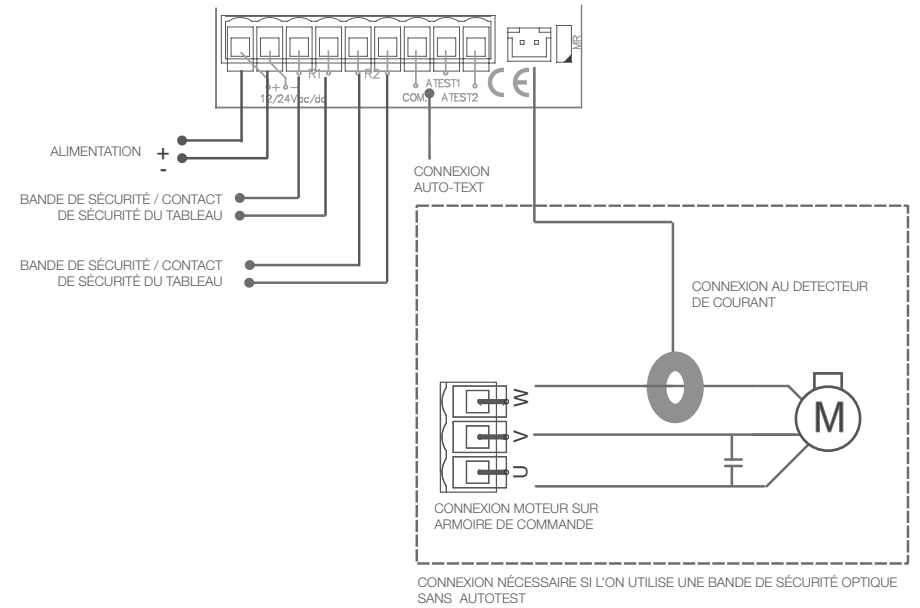 MR
R1
R2
ATEST1
+ -
12/24Vac/dc
COM.
ATEST2
CE
ALIMENTATION
+
-
CONNEXION
AUTO-TEXT
BANDE DE SÉCURITÉ / CONTACT
DE SÉCURITÉ DU TABLEAU
BANDE DE SÉCURITÉ / CONTACT
DE SÉCURITÉ DU TABLEAU
CONNEXION AU DETECTEUR
DE COURANT
W
V
U
M
CONNEXION MOTEUR SUR
ARMOIRE DE COMMANDE
CONNEXION NÉCESSAIRE SI L'ON UTILISE UNE BANDE DE SÉCURITÉ OPTIQUE
SANS AUTOTEST